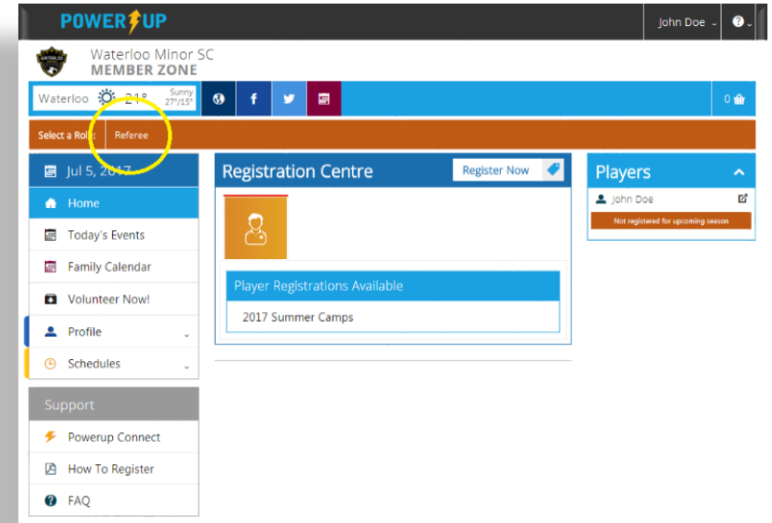 POWER UP
John Doe
Waterloo Minor SC
MEMBER ZONE
Waterloo 21° Sunny
27°/15°
0
Select a Role: Referee
Jul 5, 2017
Home
Today's Events
Family Calendar
Volunteer Now!
Profile
Schedules
Support
Powerup Connect
How To Register
FAQ
Registration Centre
Register Now
Player Registrations Available
2017 Summer Camps
Players
John Doe
Not registered for upcoming season